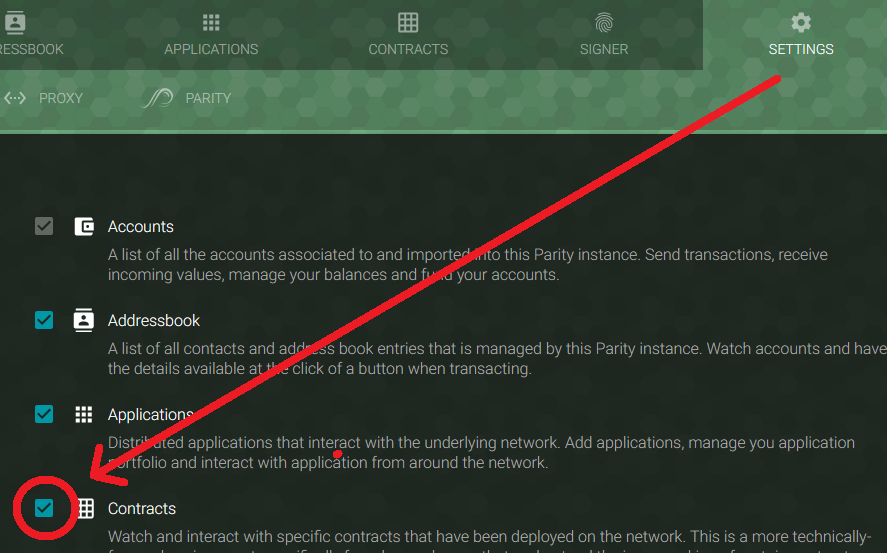 RESSBOOK APPLICATIONS CONTRACTS SIGNER SETTINGS
PROXY PARITY
Accounts
A list of all the accounts associated to and imported into this Parity instance. Send transactions, receive
incoming values, manage your balances and fund your accounts.
Addressbook
A list of all contacts and address book entries that is managed by this Parity instance. Watch accounts and have
the details available at the click of a button when transacting.
Applications
Distributed applications that interact with the underlying network. Add applications, manage you application
portfolio and interact with application from around the network.
Contracts
Watch and interact with specific contracts that have been deployed on the network. This is a more technically-